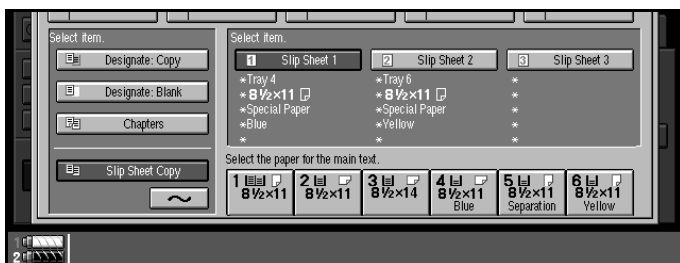 Select item.
Designate: Copy
Designate: Blank
Chapters
Slip Sheet Copy
Select item.
1 Slip Sheet 1
*Tray 4
*8½×11
*Special Paper
*Blue
*
2 Slip Sheet 2
*Tray 6
*8½×11
*Special Paper
*Yellow
*
3 Slip Sheet 3
*
*
*
*
*
Select the paper for the main text.
1 8½×11
2 8½×11
3 8½×14
4 8½×11
Blue
5 8½×11
Separation
6 8½×11
Yellow
1
2